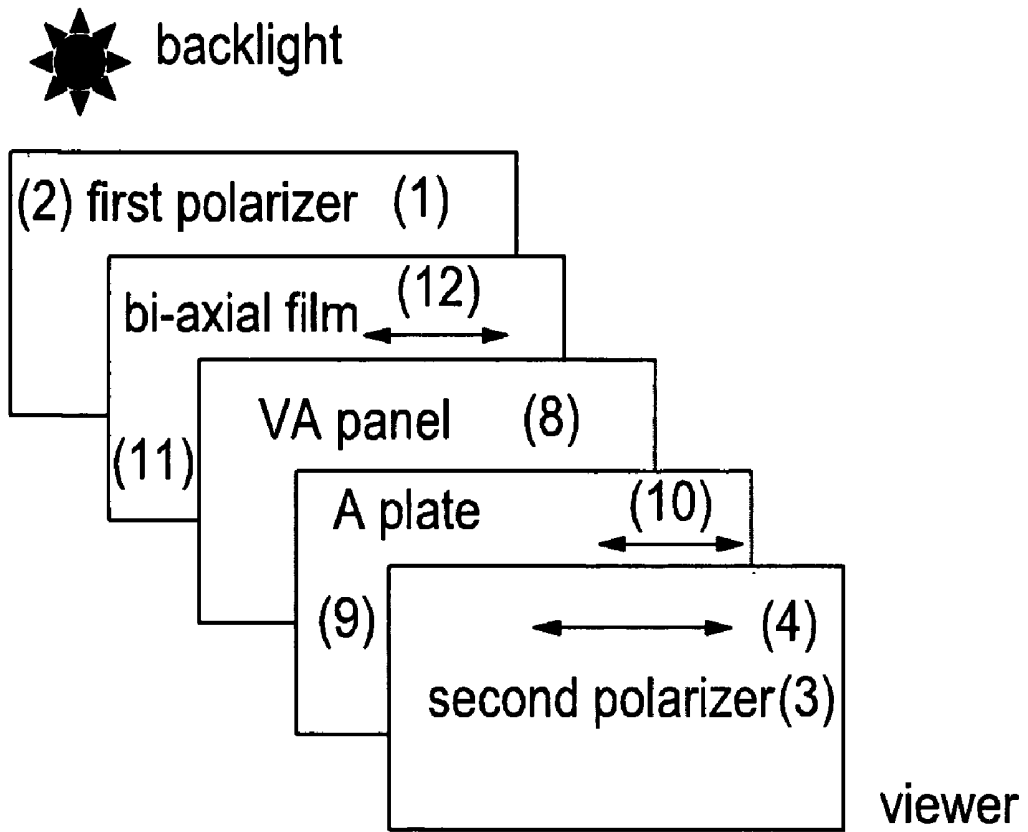 backlight
(2) first polarizer (1)
(12)
bi-axial film
VA panel (8)
(11)
A plate (10)
(9) (4)
second polarizer(3)
viewer